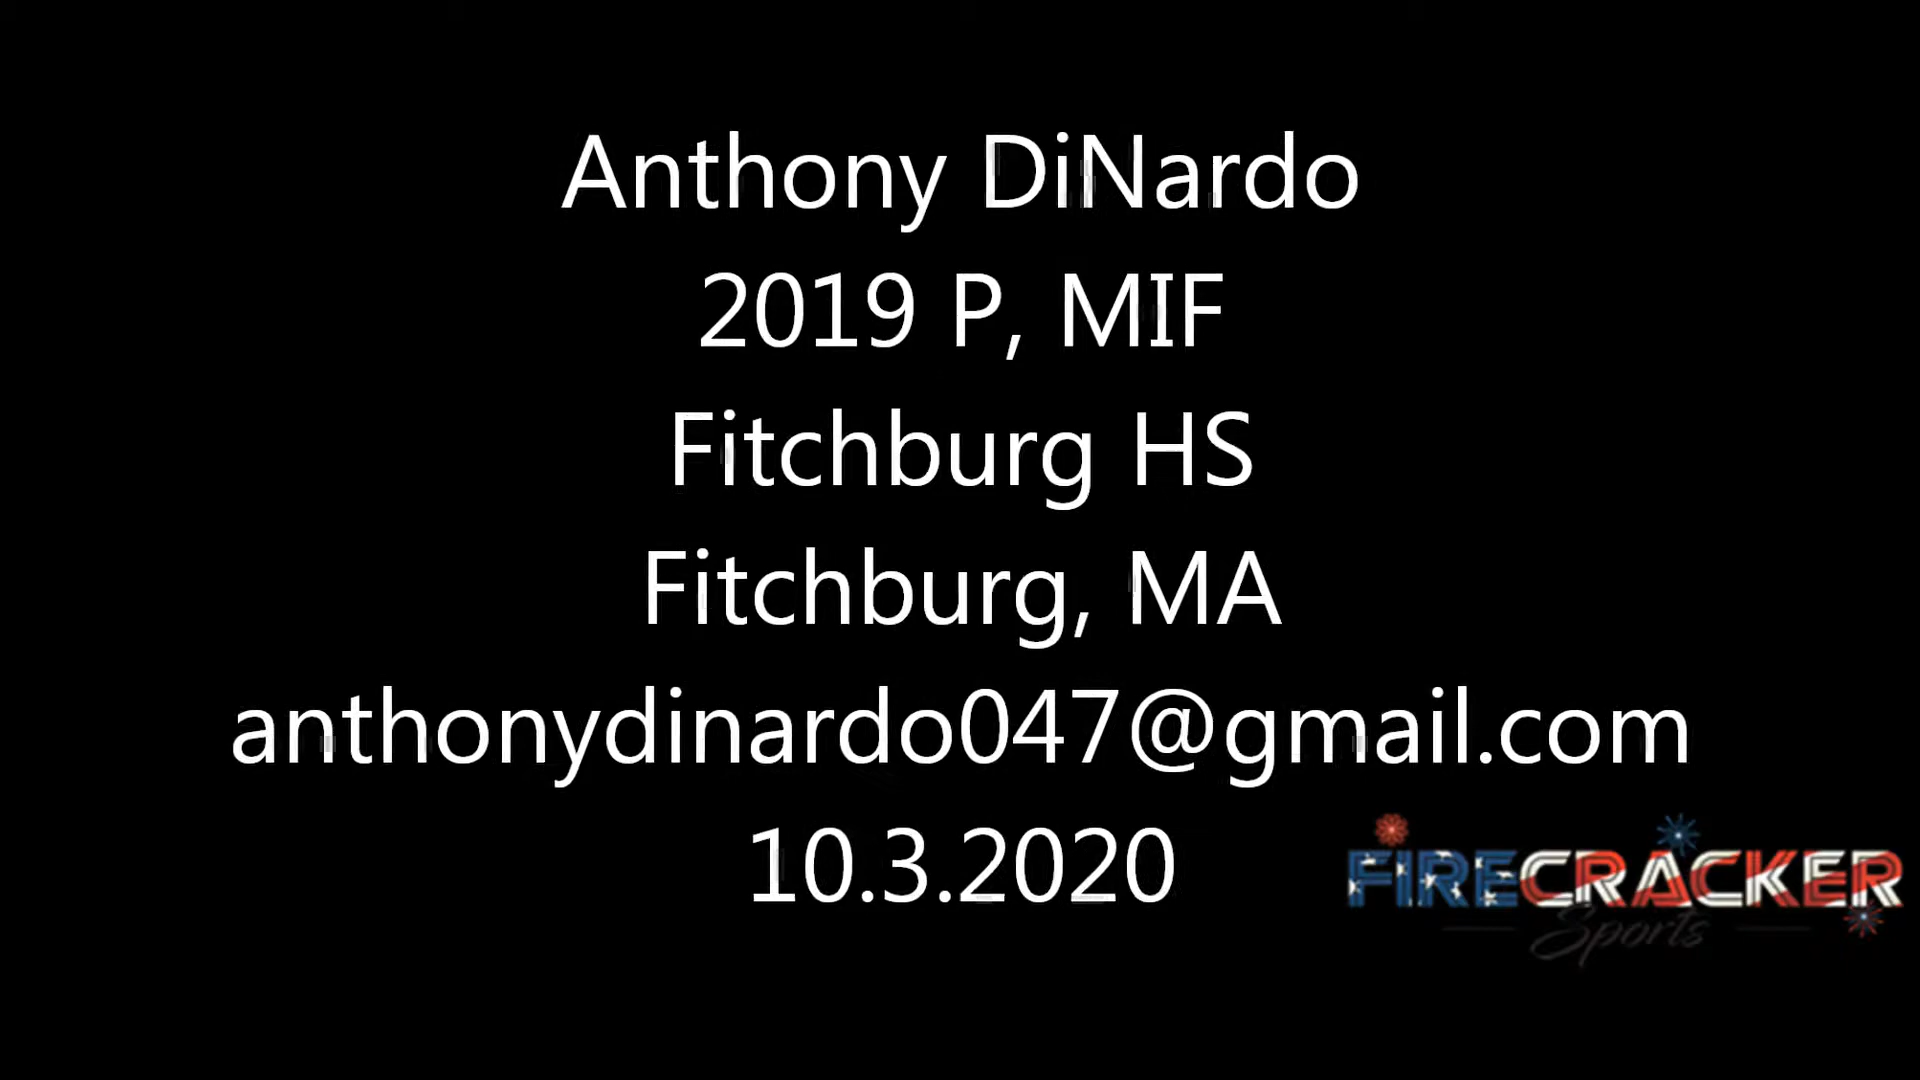 Anthony DiNardo
2019 P, MIF
Fitchburg HS
Fitchburg, MA
anthonydinardo047@gmail.com
10.3.2020
FIRECRACKER
Sports